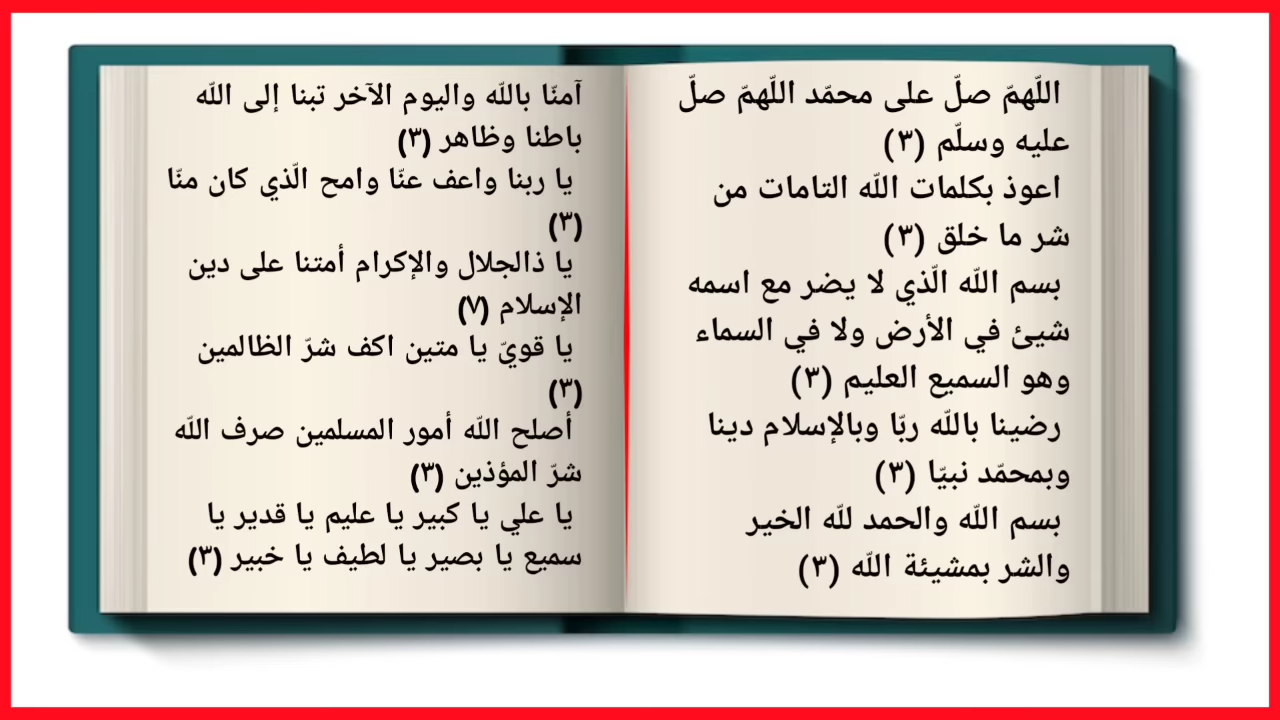 اللّهمّ صلّ على محمّد اللّهمّ صلّ
عليه وسلّم (٣)
اعوذ بكلمات اللّه التامات من
شر ما خلق (٣)
بسم اللّه الّذي لا يضر مع اسمه
شيئ في الأرض ولا في السماء
وهو السميع العليم (٣)
رضينا باللّه ربّا وبالإسلام دينا
وبمحمّد نبيّا (٣)
بسم اللّه والحمد للّه الخير
والشر بمشيئة اللّه (٣)
آمنّا باللّه واليوم الآخر تبنا إلى اللّه
باطنا وظاهر (٣)
يا ربنا واعف عنّا وامح الّذي كان منّا
(٣)
يا ذالجلال والإكرام أمتنا على دين
الإسلام (٧)
يا قويّ يا متين اكف شرّ الظالمين
(٣)
أصلح اللّه أمور المسلمين صرف اللّه
شرّ المؤذين (٣)
يا علي يا كبير يا عليم يا قدير يا
سميع يا بصير يا لطيف يا خبير (٣)